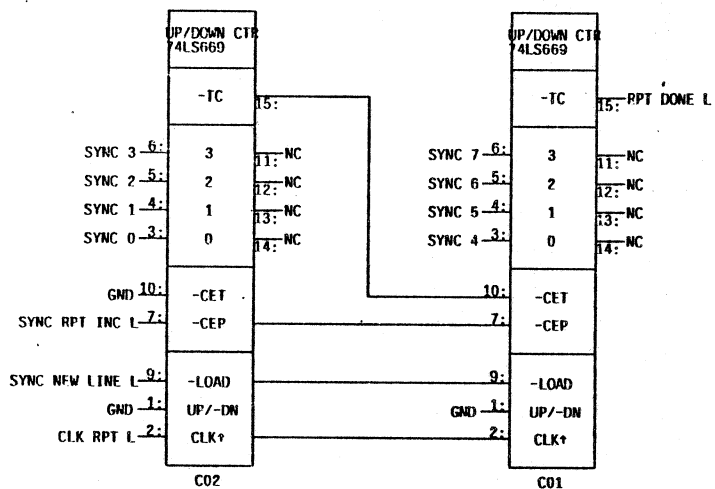 UP/DOWN CTR
74LS669
-TC
15:
SYNC 3 6: 3 11: NC
SYNC 2 5: 2 12: NC
SYNC 1 4: 1 13: NC
SYNC 0 3: 0 14: NC
GND 10: -CET
SYNC RPT INC L 7: -CEP
SYNC NEW LINE L 9: -LOAD
GND 1: UP/-DN
CLK RPT L 2: CLK↑
C02
UP/DOWN CTR
74LS669
-TC
15: RPT DONE L
SYNC 7 6: 3 11: NC
SYNC 6 5: 2 12: NC
SYNC 5 4: 1 13: NC
SYNC 4 3: 0 14: NC
10: -CET
7: -CEP
9: -LOAD
GND 1: UP/-DN
2: CLK↑
C01